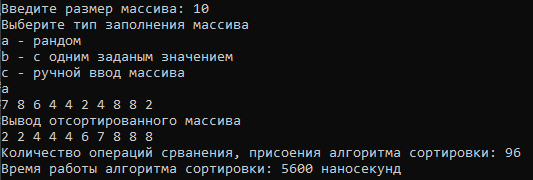 Введите размер массива: 10
Выберите тип заполнения массива
a - рандом
b - с одним заданым значением
c - ручной ввод массива
a
7 8 6 4 4 2 4 8 8 2
Вывод отсортированного массива
2 2 4 4 4 6 7 8 8 8
Количество операций срванения, присоения алгоритма сортировки: 96
Время работы алгоритма сортировки: 5600 наносекунд